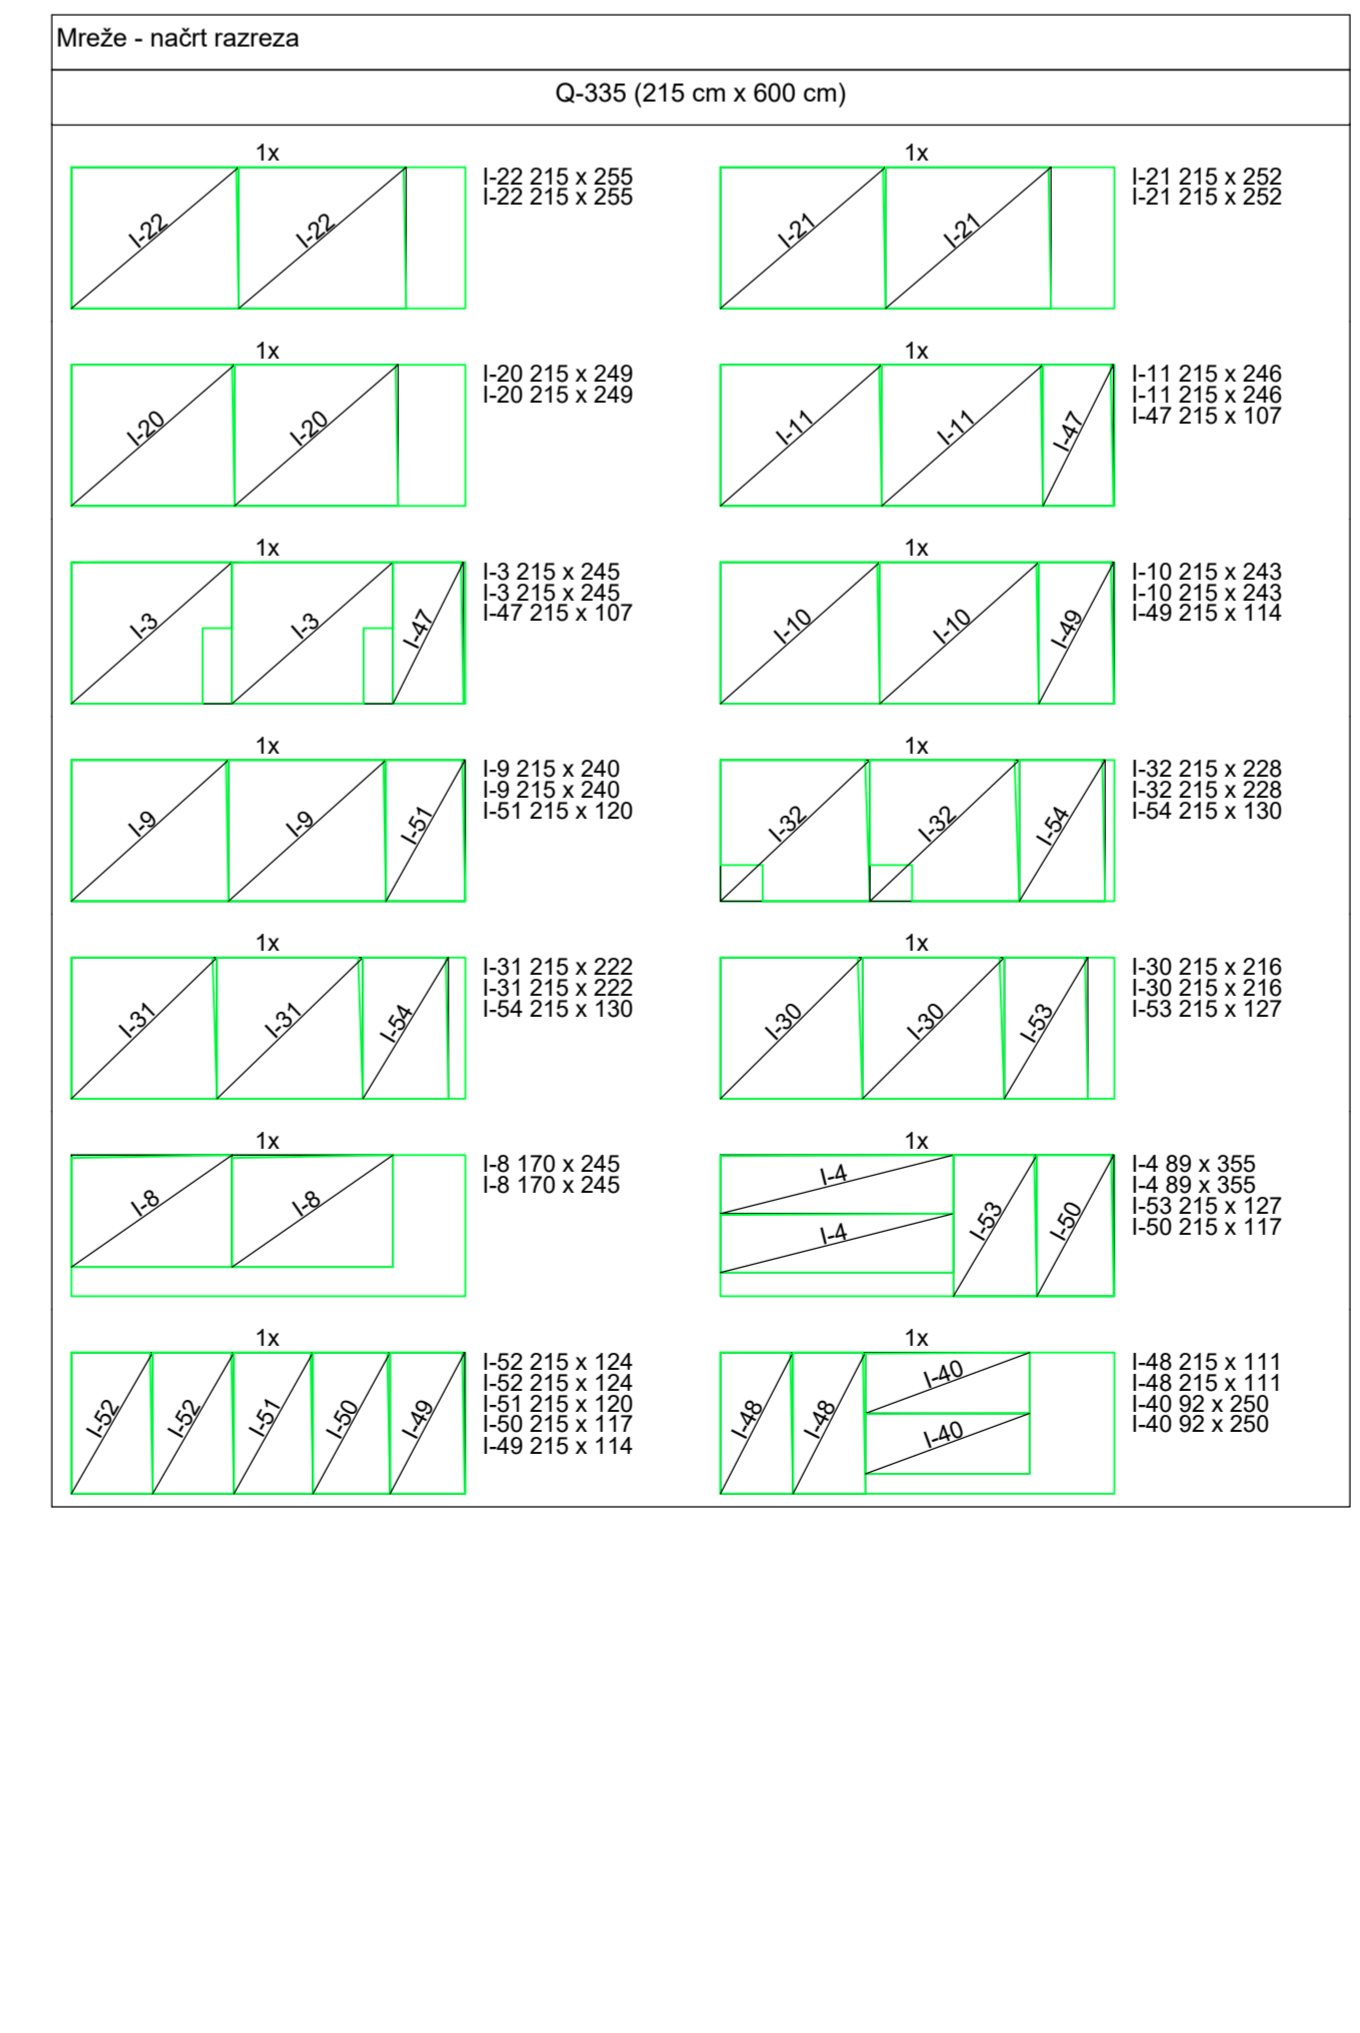 Mreže - načrt razreza
Q-335 (215 cm x 600 cm)
1x
I-22
I-22
I-22 215 x 255
I-22 215 x 255
1x
I-21
I-21
I-21 215 x 252
I-21 215 x 252
1x
I-20
I-20
I-20 215 x 249
I-20 215 x 249
1x
I-11
I-11
I-47
I-11 215 x 246
I-11 215 x 246
I-47 215 x 107
1x
I-3
I-3
I-47
I-3 215 x 245
I-3 215 x 245
I-47 215 x 107
1x
I-10
I-10
I-49
I-10 215 x 243
I-10 215 x 243
I-49 215 x 114
1x
I-9
I-9
I-51
I-9 215 x 240
I-9 215 x 240
I-51 215 x 120
1x
I-32
I-32
I-54
I-32 215 x 228
I-32 215 x 228
I-54 215 x 130
1x
I-31
I-31
I-54
I-31 215 x 222
I-31 215 x 222
I-54 215 x 130
1x
I-30
I-30
I-53
I-30 215 x 216
I-30 215 x 216
I-53 215 x 127
1x
I-8
I-8
I-8 170 x 245
I-8 170 x 245
1x
I-4
I-4
I-53
I-50
I-4 89 x 355
I-4 89 x 355
I-53 215 x 127
I-50 215 x 117
1x
I-52
I-52
I-51
I-50
I-49
I-52 215 x 124
I-52 215 x 124
I-51 215 x 120
I-50 215 x 117
I-49 215 x 114
1x
I-48
I-48
I-40
I-40
I-48 215 x 111
I-48 215 x 111
I-40 92 x 250
I-40 92 x 250